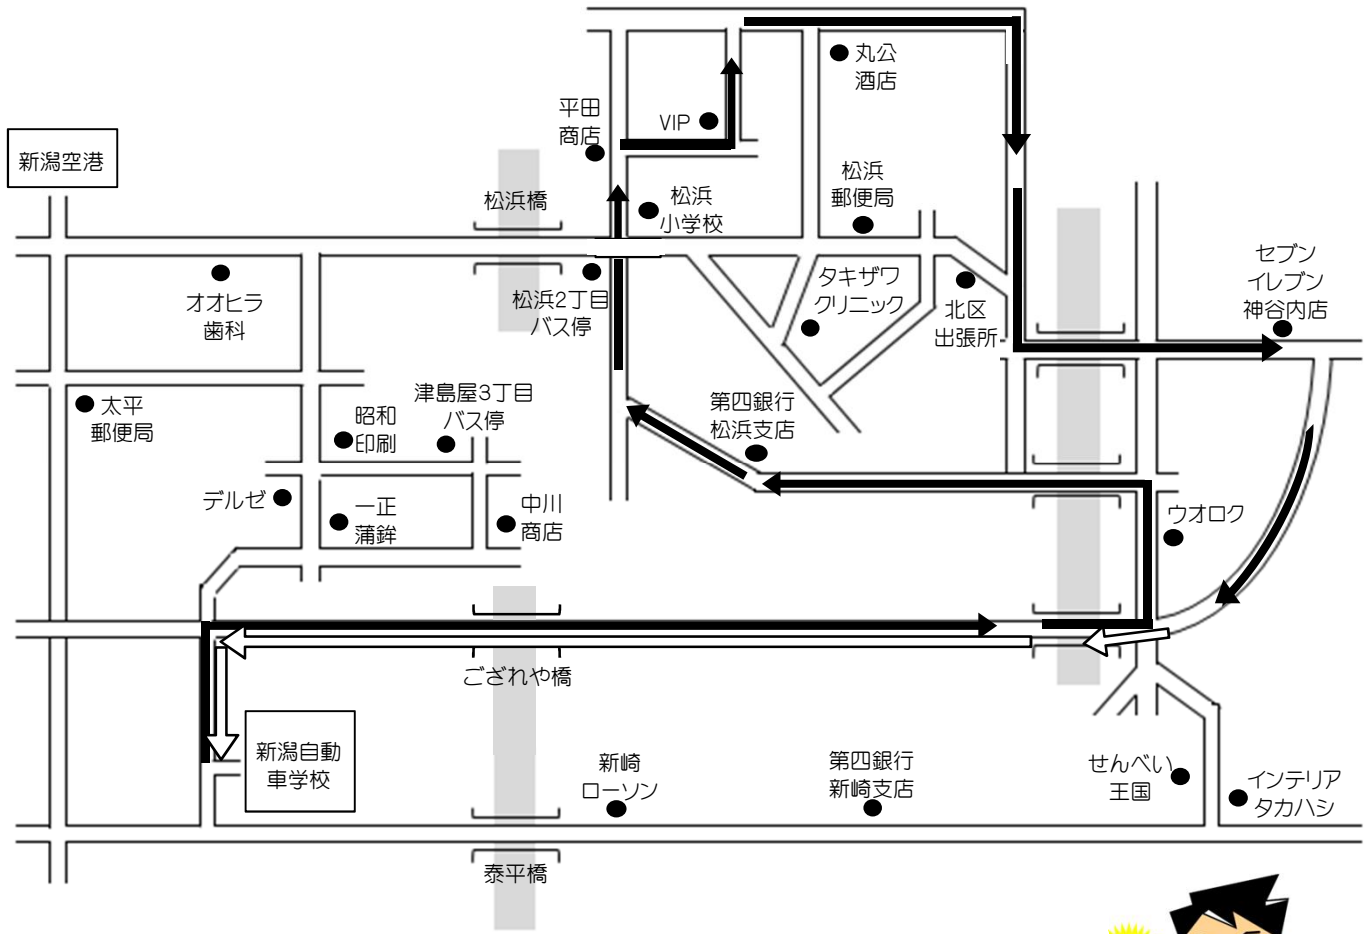 丸公
酒店
平田
商店
VIP
新潟空港
松浜
郵便局
松浜橋
松浜
小学校
セブン
イレブン
神谷内店
タキザワ
クリニック
オオヒラ
歯科
松浜2丁目
バス停
北区
出張所
津島屋3丁目
バス停
第四銀行
松浜支店
太平
郵便局
昭和
印刷
デルゼ
一正
蒲鉾
中川
商店
ウオロク
ござれや橋
新潟自動
車学校
新崎
ローソン
第四銀行
新崎支店
せんべい
王国
インテリア
タカハシ
泰平橋